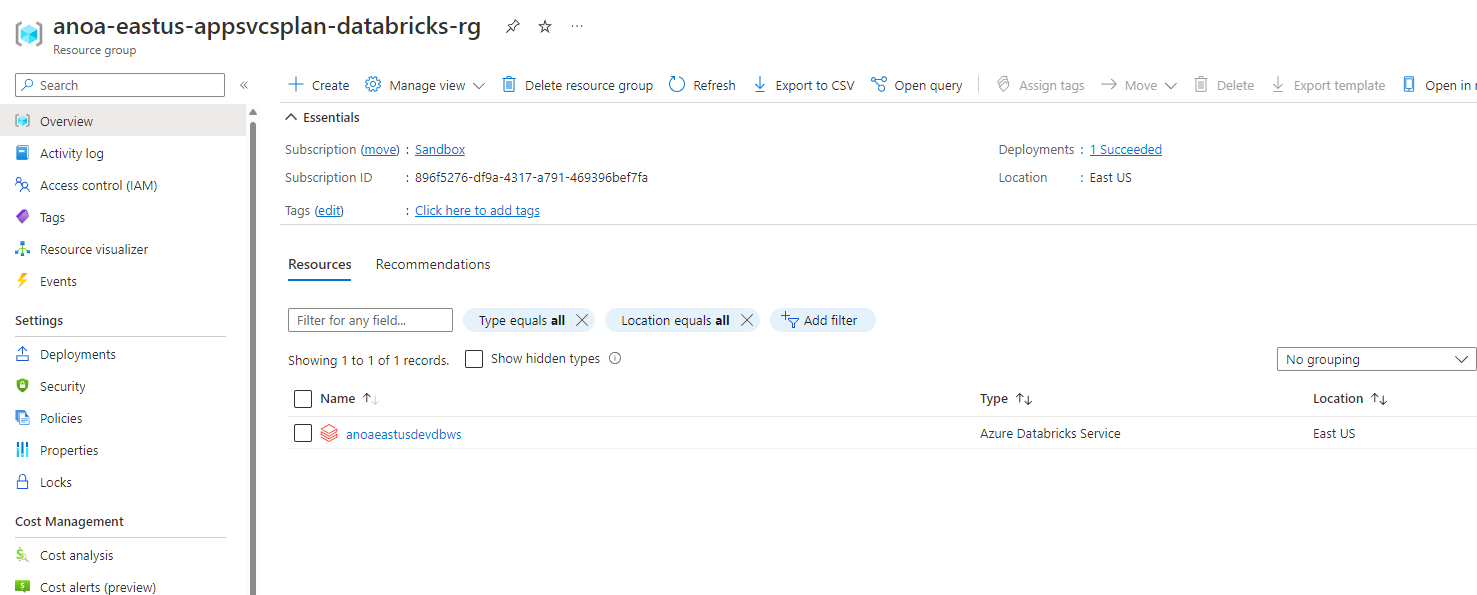 anoa-eastus-appsvcsplan-databricks-rg
Resource group
Search
Overview
Activity log
Access control (IAM)
Tags
Resource visualizer
Events
Settings
Deployments
Security
Policies
Properties
Locks
Cost Management
Cost analysis
Cost alerts (preview)
Create Manage view Delete resource group Refresh Export to CSV Open query Assign tags Move Delete Export template Open in
Essentials
Subscription (move) : Sandbox
Subscription ID : 896f5276-df9a-4317-a791-469396bef7fa
Tags (edit) : Click here to add tags
Deployments : 1 Succeeded
Location : East US
Resources Recommendations
Filter for any field... Type equals all Location equals all Add filter
Showing 1 to 1 of 1 records. Show hidden types No grouping
Name Type Location
anoaeastusdevdbws Azure Databricks Service East US